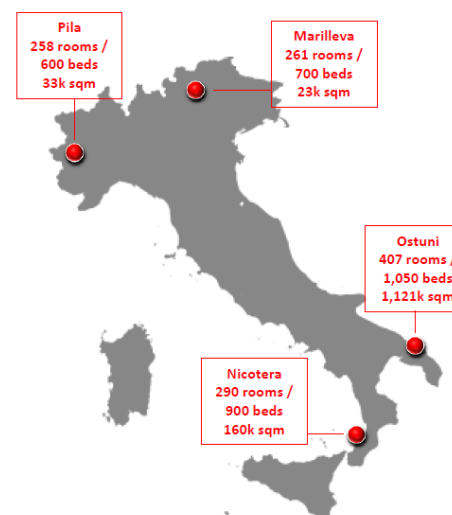 Pila
258 rooms /
600 beds
33k sqm
Marilleva
261 rooms /
700 beds
23k sqm
Ostuni
407 rooms /
1,050 beds
1,121k sqm
Nicotera
290 rooms /
900 beds
160k sqm